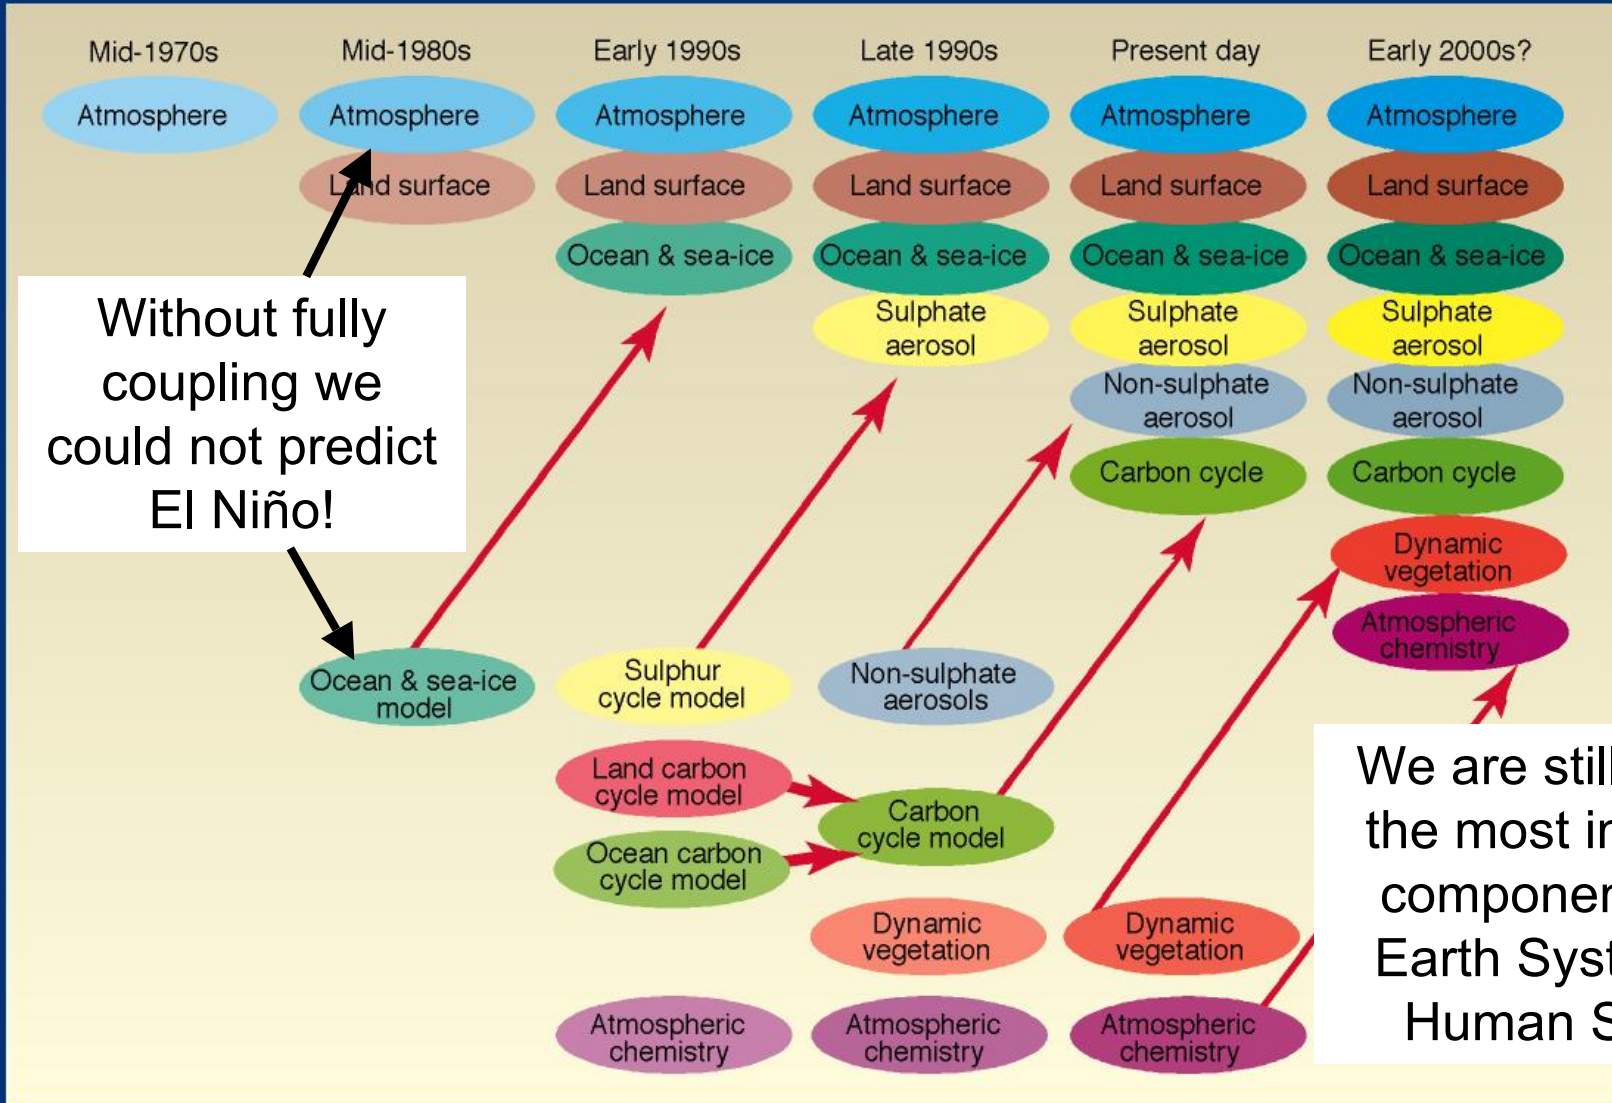 Mid-1970s
Mid-1980s
Early 1990s
Late 1990s
Present day
Early 2000s?
Atmosphere
Atmosphere
Atmosphere
Atmosphere
Atmosphere
Atmosphere
Land surface
Land surface
Land surface
Land surface
Land surface
Ocean & sea-ice
Ocean & sea-ice
Ocean & sea-ice
Ocean & sea-ice
Sulphate
aerosol
Sulphate
aerosol
Sulphate
aerosol
Non-sulphate
aerosol
Non-sulphate
aerosol
Carbon cycle
Carbon cycle
Dynamic
vegetation
Atmospheric
chemistry
Without fully
coupling we
could not predict
El Niño!
Ocean & sea-ice
model
Sulphur
cycle model
Non-sulphate
aerosols
Land carbon
cycle model
Carbon
cycle model
Ocean carbon
cycle model
Dynamic
vegetation
Dynamic
vegetation
Atmospheric
chemistry
Atmospheric
chemistry
Atmospheric
chemistry
We are still
the most
Earth
Human